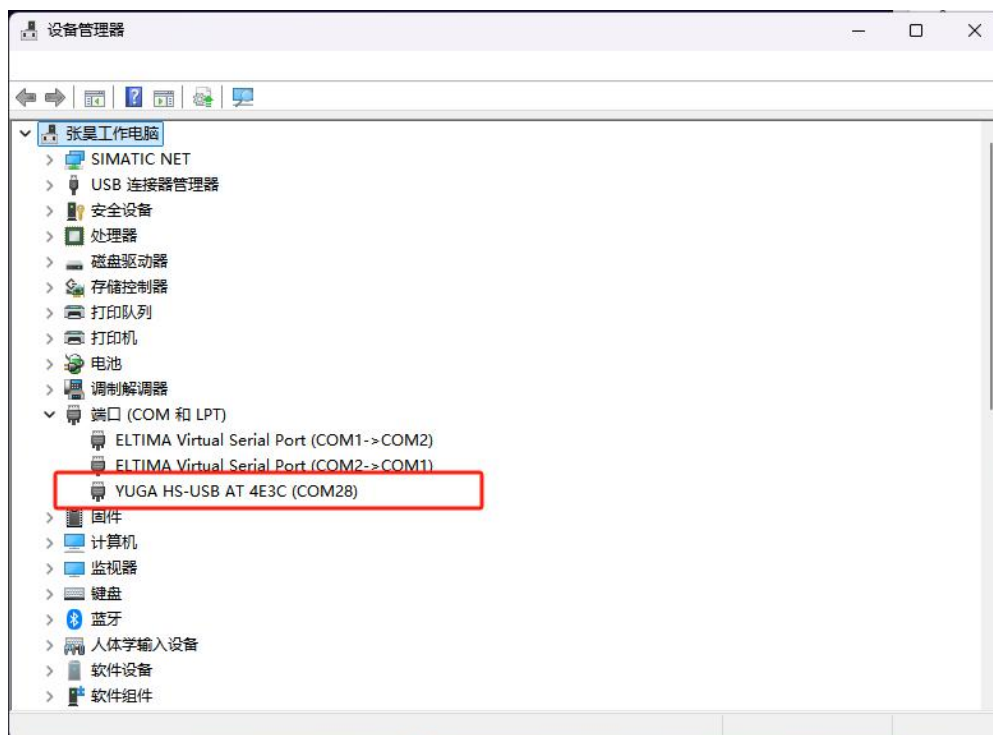 设备管理器
张昊工作电脑
SIMATIC NET
USB 连接器管理器
安全设备
处理器
磁盘驱动器
存储控制器
打印队列
打印机
电池
调制解调器
端口 (COM 和 LPT)
ELTIMA Virtual Serial Port (COM1->COM2)
ELTIMA Virtual Serial Port (COM2->COM1)
YUGA HS-USB AT 4E3C (COM28)
固件
计算机
监视器
键盘
蓝牙
人体学输入设备
软件设备
软件组件